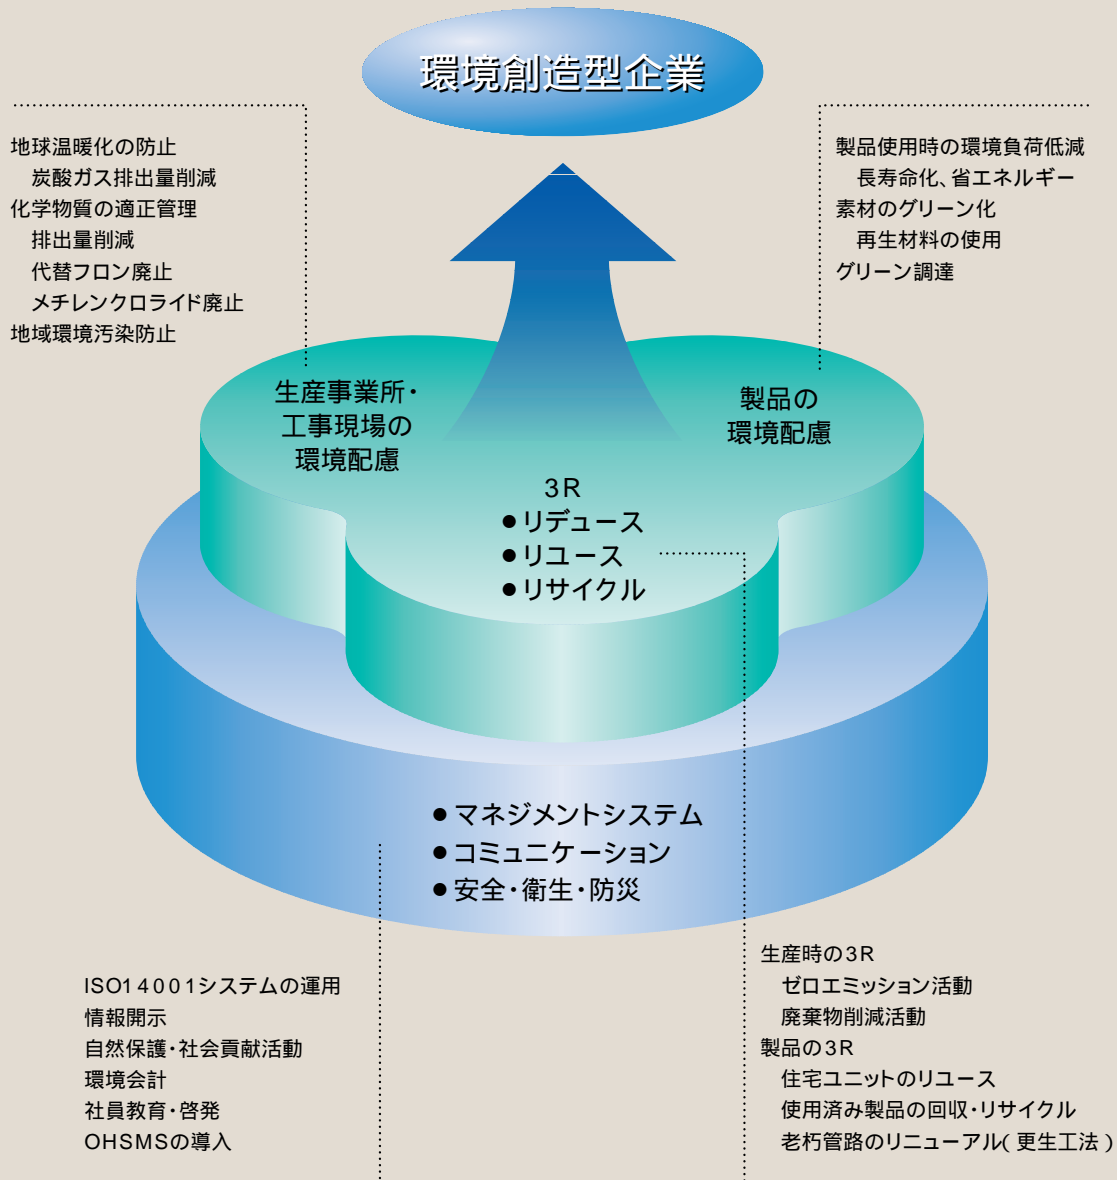 環境創造型企業
地球温暖化の防止
炭酸ガス排出量削減
化学物質の適正管理
排出量削減
代替フロン廃止
メチレンクロライド廃止
地域環境汚染防止
製品使用時の環境負荷低減
長寿命化、省エネルギー
素材のグリーン化
再生材料の使用
グリーン調達
生産事業所・
工事現場の
環境配慮
製品の
環境配慮
3R
●リデュース
●リユース
●リサイクル
●マネジメントシステム
●コミュニケーション
●安全・衛生・防災
ISO14001システムの運用
情報開示
自然保護・社会貢献活動
環境会計
社員教育・啓発
OHSMSの導入
生産時の3R
ゼロエミッション活動
廃棄物削減活動
製品の3R
住宅ユニットのリユース
使用済み製品の回収・リサイクル
老朽管路のリニューアル(更生工法)